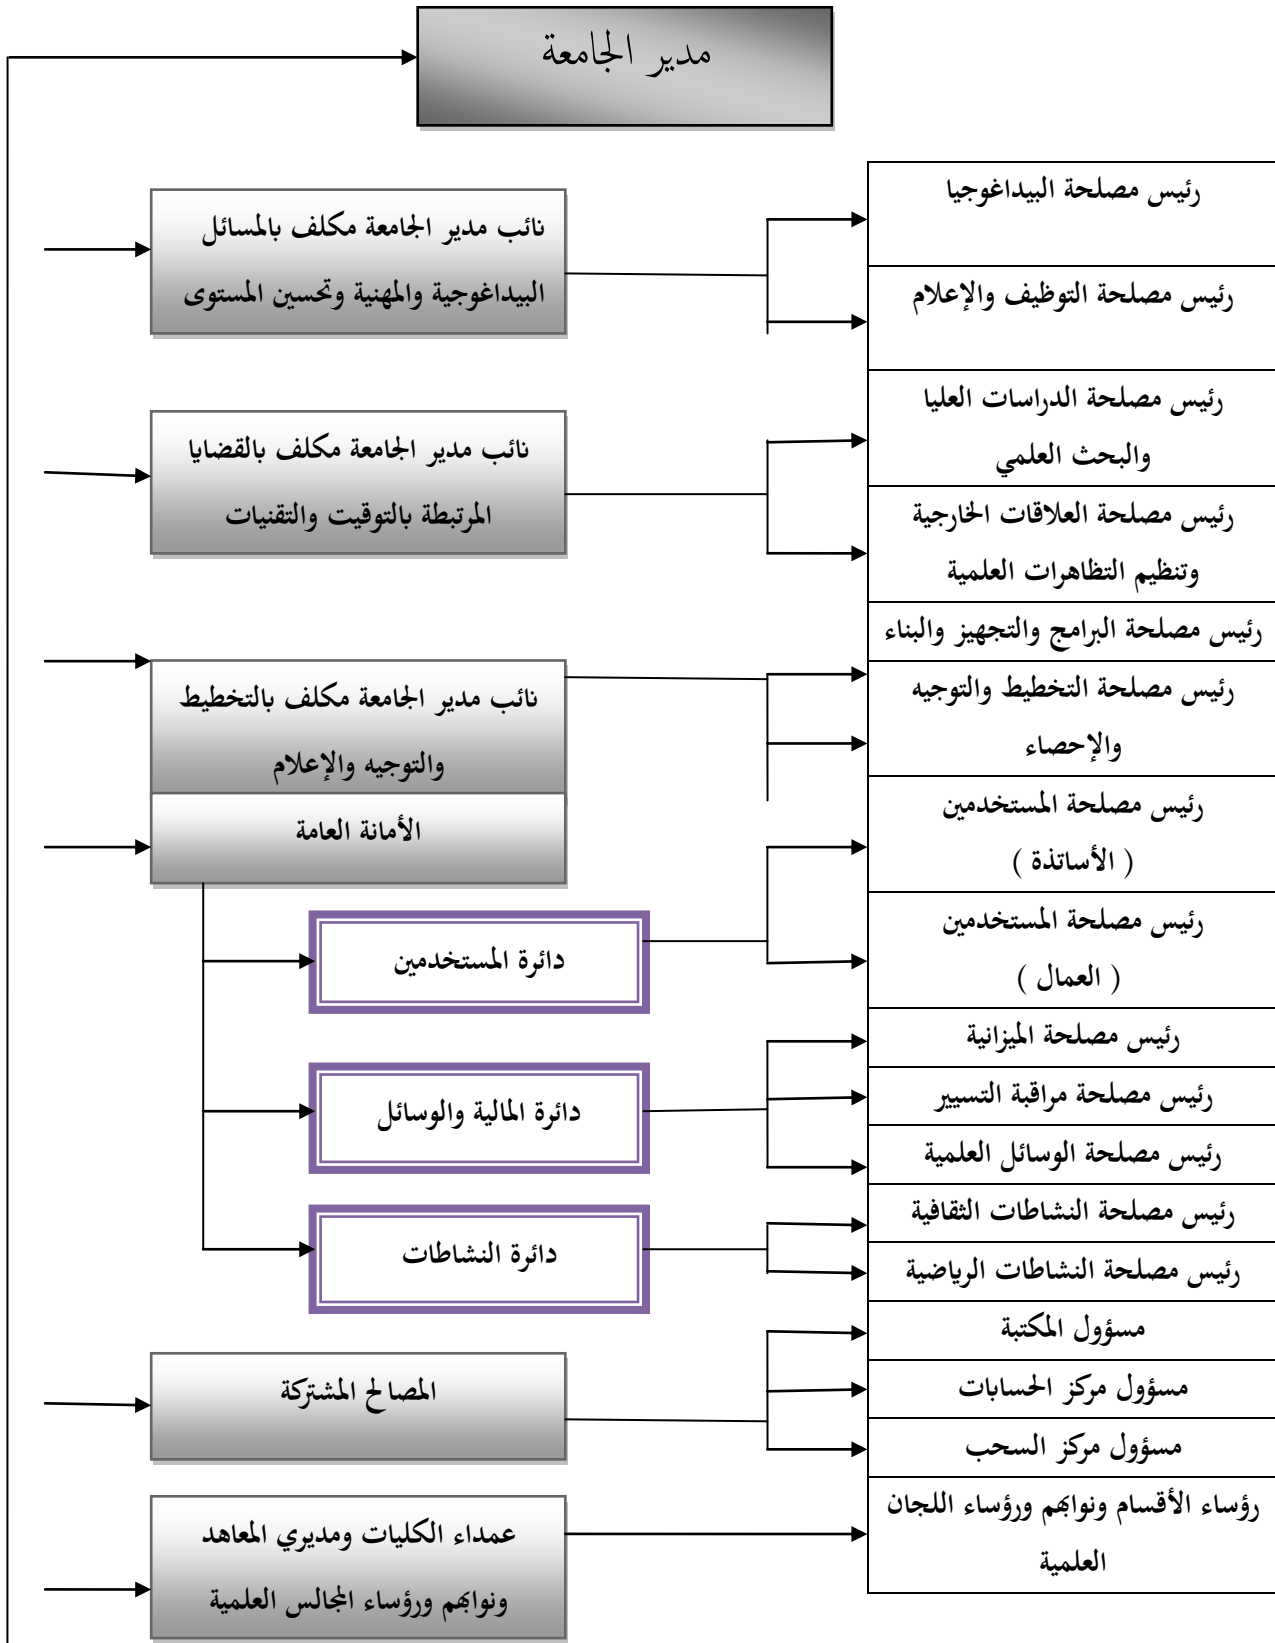 مدير الجامعة
رئيس مصلحة البيداغوجيا
رئيس مصلحة التوظيف والإعلام
نائب مدير الجامعة مكلف بالمسائل
البيداغوجية والمهنية وتحسين المستوى
رئيس مصلحة الدراسات العليا
والبحث العلمي
رئيس مصلحة العلاقات الخارجية
وتنظيم التظاهرات العلمية
نائب مدير الجامعة مكلف بالقضايا
المرتبطة بالتوقيت والتقنيات
رئيس مصلحة البرامج والتجهيز والبناء
رئيس مصلحة التخطيط والتوجيه
والإحصاء
نائب مدير الجامعة مكلف بالتخطيط
والتوجيه والإعلام
الأمانة العامة
رئيس مصلحة المستخدمين
( الأساتذة )
رئيس مصلحة المستخدمين
( العمال )
دائرة المستخدمين
رئيس مصلحة الميزانية
رئيس مصلحة مراقبة التسيير
رئيس مصلحة الوسائل العلمية
دائرة المالية والوسائل
رئيس مصلحة النشاطات الثقافية
رئيس مصلحة النشاطات الرياضية
دائرة النشاطات
مسؤول المكتبة
مسؤول مركز الحسابات
مسؤول مركز السحب
المصالح المشتركة
رؤساء الأقسام ونوابهم ورؤساء اللجان
العلمية
عمداء الكليات ومديري المعاهد
ونوابهم ورؤساء المجالس العلمية